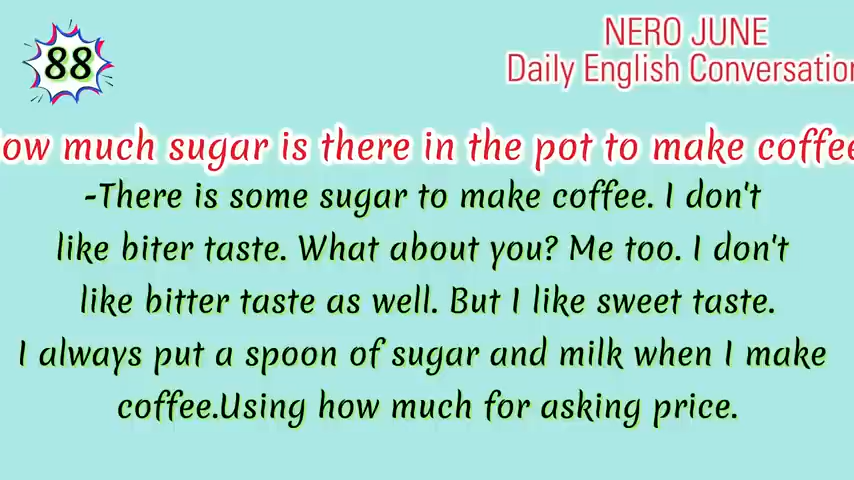 88
NERO JUNE
Daily English Conversation
ow much sugar is there in the pot to make coffee
-There is some sugar to make coffee. I don't
like biter taste. What about you? Me too. I don't
like bitter taste as well. But I like sweet taste.
I always put a spoon of sugar and milk when I make
coffee.Using how much for asking price.